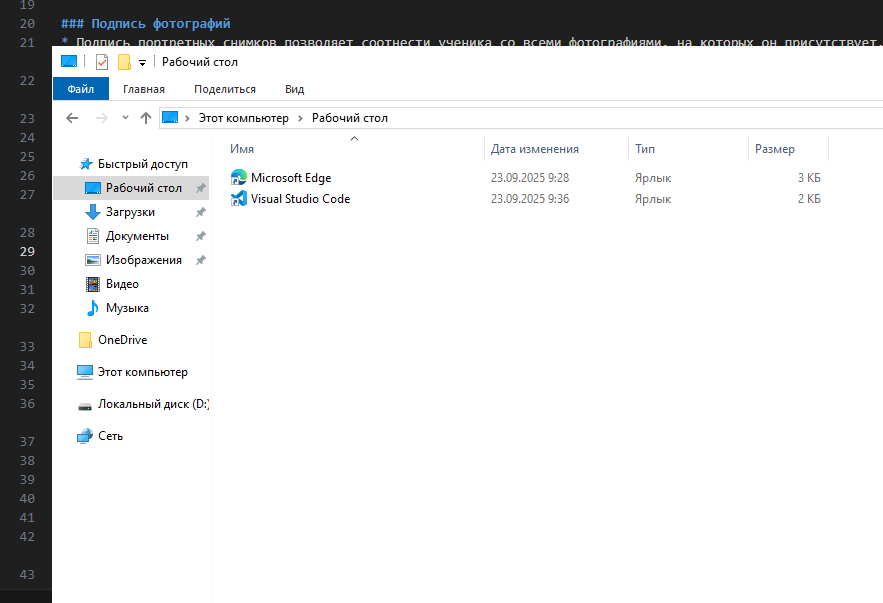 19
20 ### Подпись фотографий
21 * Подпись портретных снимков позволяет соотнести ученика со всеми фотографиями, на которых он присутствует.
Рабочий стол
Файл Главная Поделиться Вид
22
23
Этот компьютер Рабочий стол
24
25
26
27
28
29
30
31
32
33
34
35
36
37
38
39
40
41
42
43
Быстрый доступ
Рабочий стол
Загрузки
Документы
Изображения
Видео
Музыка
OneDrive
Этот компьютер
Локальный диск (D:)
Сеть
Имя Дата изменения Тип Размер
Microsoft Edge 23.09.2025 9:28 Ярлык 3 КБ
Visual Studio Code 23.09.2025 9:36 Ярлык 2 КБ